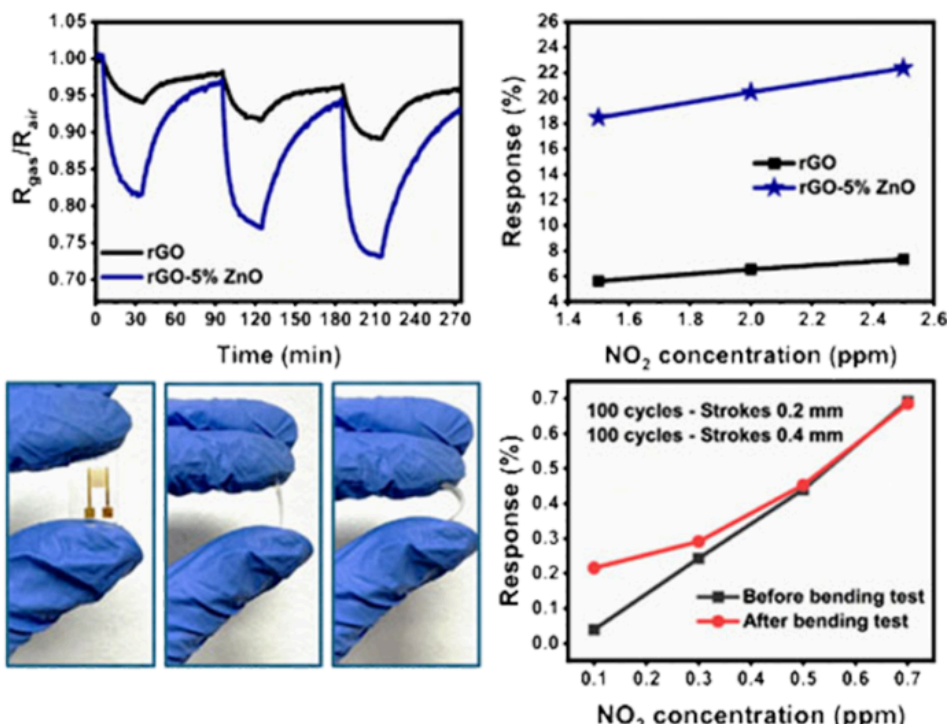 1.05
1.00
0.95
0.90
0.85
0.80
0.75
0.70
R_gas/R_air
rGO
rGO-5% ZnO
0 30 60 90 120 150 180 210 240 270
Time (min)
26
24
22
20
18
16
14
12
10
8
6
4
Response (%)
rGO
rGO-5% ZnO
1.4 1.6 1.8 2.0 2.2 2.4 2.6
NO₂ concentration (ppm)
0.7
0.6
0.5
0.4
0.3
0.2
0.1
0.0
Response (%)
100 cycles - Strokes 0.2 mm
100 cycles - Strokes 0.4 mm
Before bending test
After bending test
0.1 0.2 0.3 0.4 0.5 0.6 0.7
NO₂ concentration (ppm)